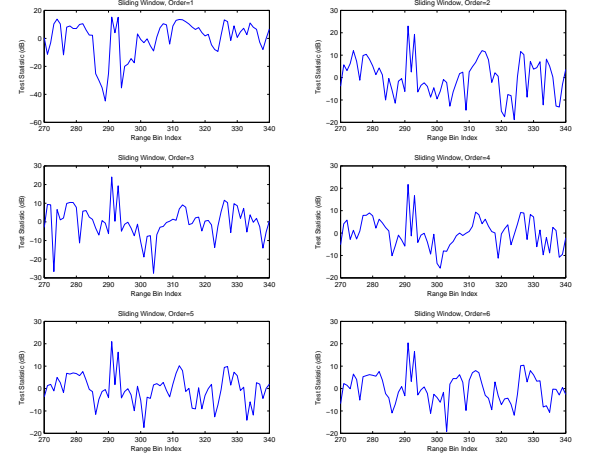 Sliding Window, Order=1
Sliding Window, Order=2
20
0
−20
−40
−60
Test Statistic (dB)
270 280 290 300 310 320 330 340
Range Bin Index
30
20
10
0
−10
−20
Test Statistic (dB)
270 280 290 300 310 320 330 340
Range Bin Index
Sliding Window, Order=3
Sliding Window, Order=4
30
20
10
0
−10
−20
−30
Test Statistic (dB)
270 280 290 300 310 320 330 340
Range Bin Index
30
20
10
0
−10
−20
Test Statistic (dB)
270 280 290 300 310 320 330 340
Range Bin Index
Sliding Window, Order=5
Sliding Window, Order=6
30
20
10
0
−10
−20
Test Statistic (dB)
270 280 290 300 310 320 330 340
Range Bin Index
30
20
10
0
−10
−20
Test Statistic (dB)
270 280 290 300 310 320 330 340
Range Bin Index